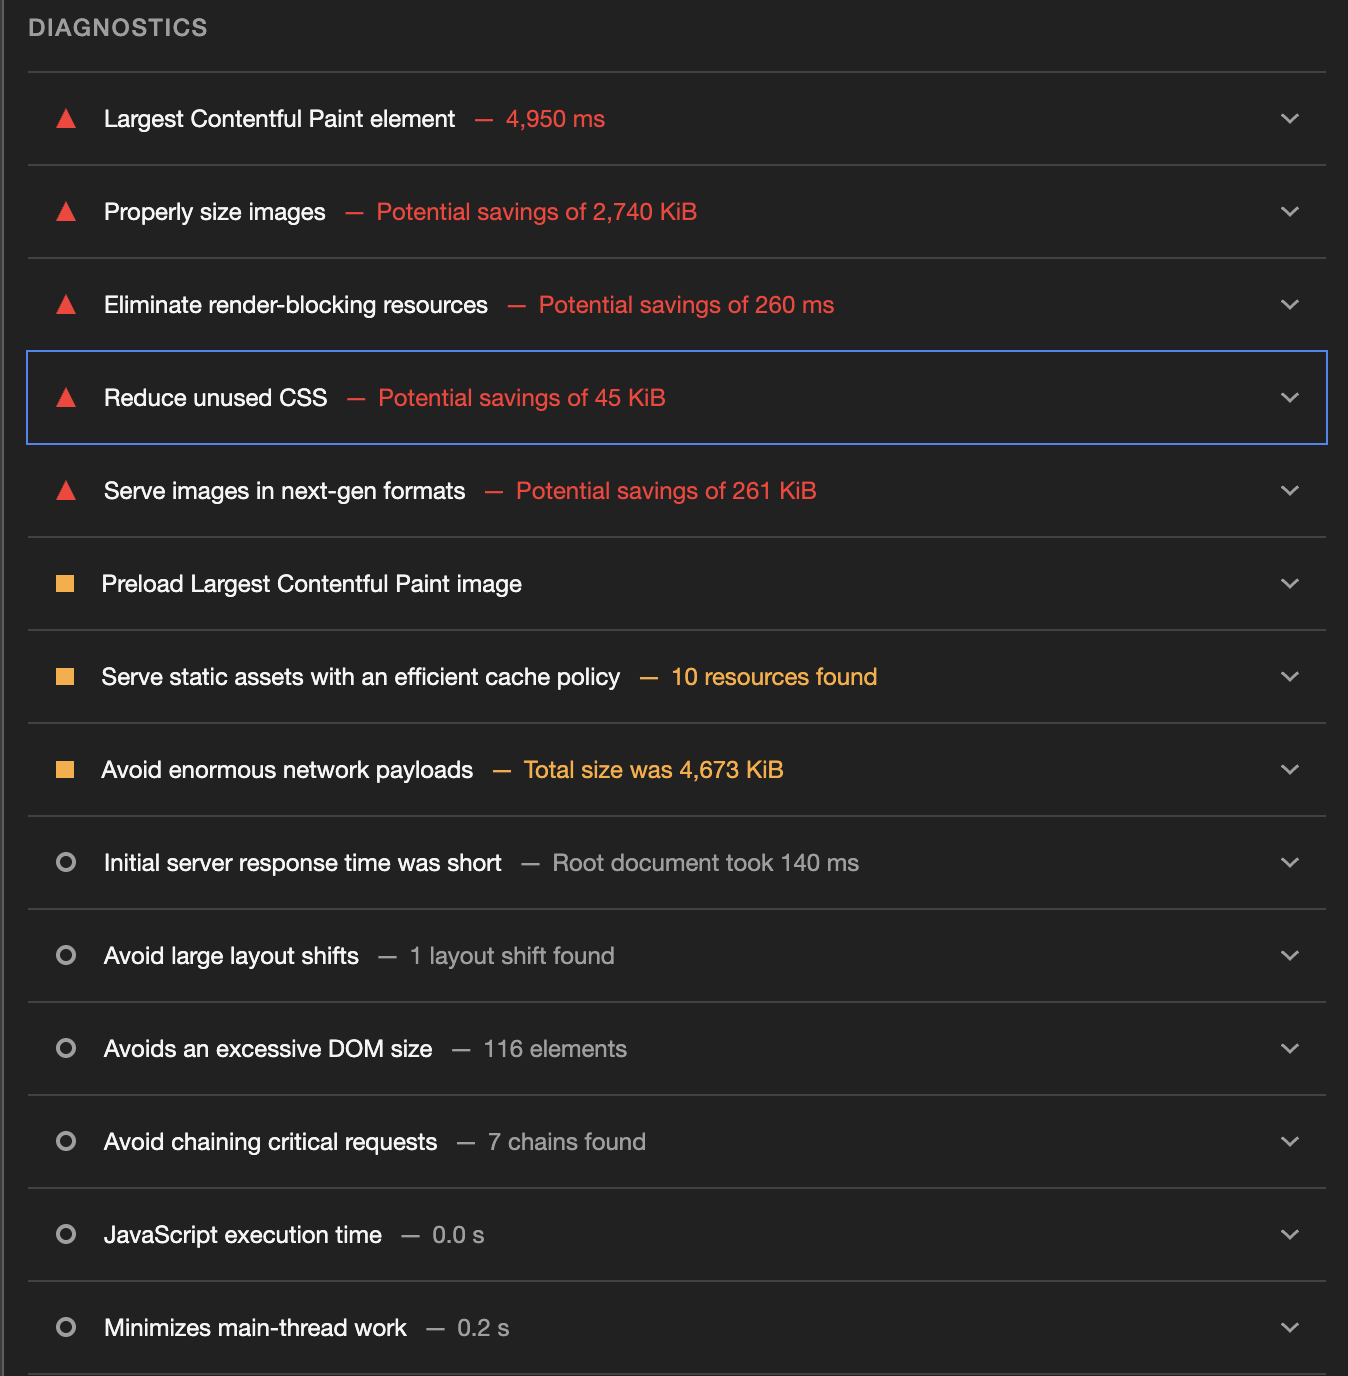 DIAGNOSTICS
Largest Contentful Paint element — 4,950 ms
Properly size images — Potential savings of 2,740 KiB
Eliminate render-blocking resources — Potential savings of 260 ms
Reduce unused CSS — Potential savings of 45 KiB
Serve images in next-gen formats — Potential savings of 261 KiB
Preload Largest Contentful Paint image
Serve static assets with an efficient cache policy — 10 resources found
Avoid enormous network payloads — Total size was 4,673 KiB
Initial server response time was short — Root document took 140 ms
Avoid large layout shifts — 1 layout shift found
Avoids an excessive DOM size — 116 elements
Avoid chaining critical requests — 7 chains found
JavaScript execution time — 0.0 s
Minimizes main-thread work — 0.2 s